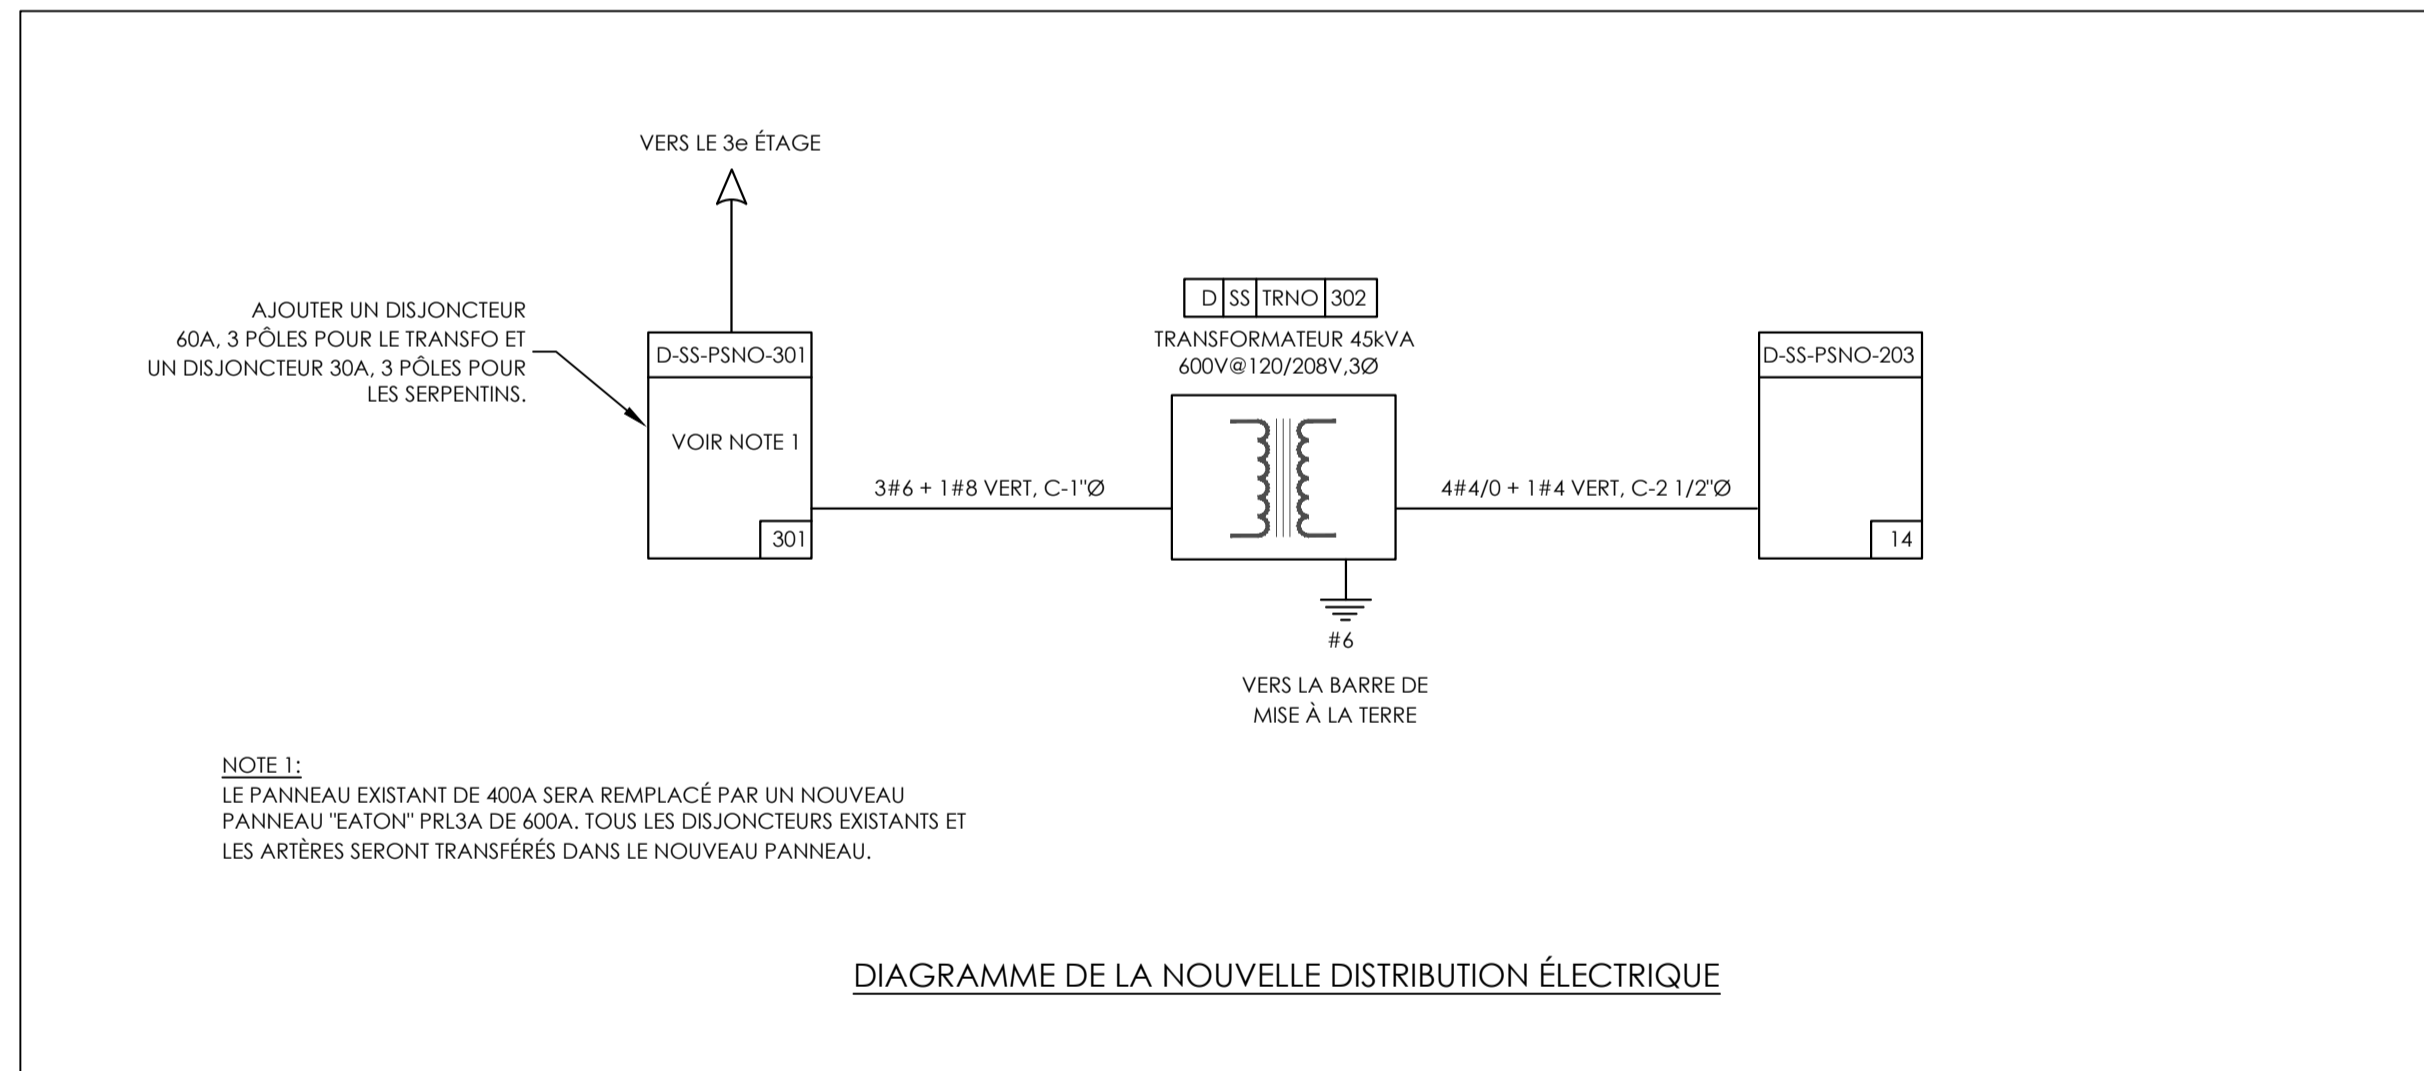 VERS LE 3e ÉTAGE
AJOUTER UN DISJONCTEUR
60A, 3 PÔLES POUR LE TRANSFO ET
UN DISJONCTEUR 30A, 3 PÔLES POUR
LES SERPENTINS.
D-SS-PSNO-301
VOIR NOTE 1
301
3#6 + 1#8 VERT, C-1"Ø
D SS TRNO 302
TRANSFORMATEUR 45kVA
600V@120/208V,3Ø
4#4/0 + 1#4 VERT, C-2 1/2"Ø
D-SS-PSNO-203
14
#6
VERS LA BARRE DE
MISE À LA TERRE
NOTE 1:
LE PANNEAU EXISTANT DE 400A SERA REMPLACÉ PAR UN NOUVEAU
PANNEAU "EATON" PRL3A DE 600A. TOUS LES DISJONCTEURS EXISTANTS ET
LES ARTÈRES SERONT TRANSFÉRÉS DANS LE NOUVEAU PANNEAU.
DIAGRAMME DE LA NOUVELLE DISTRIBUTION ÉLECTRIQUE